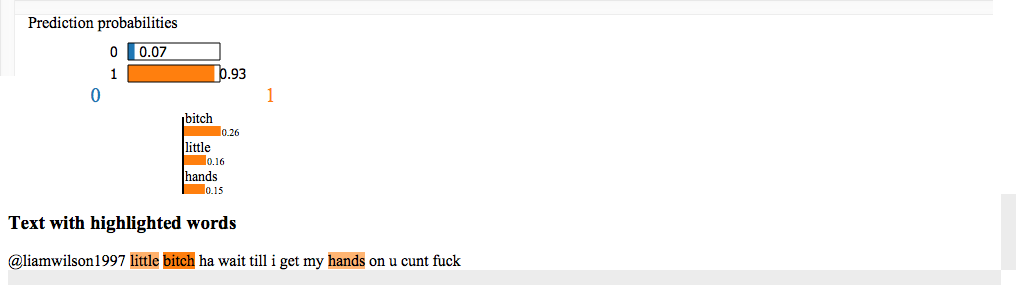 Prediction probabilities
0 0.07
1 0.93
0 1
bitch
0.26
little
0.16
hands
0.15
Text with highlighted words
@liamwilson1997 little bitch ha wait till i get my hands on u cunt fuck